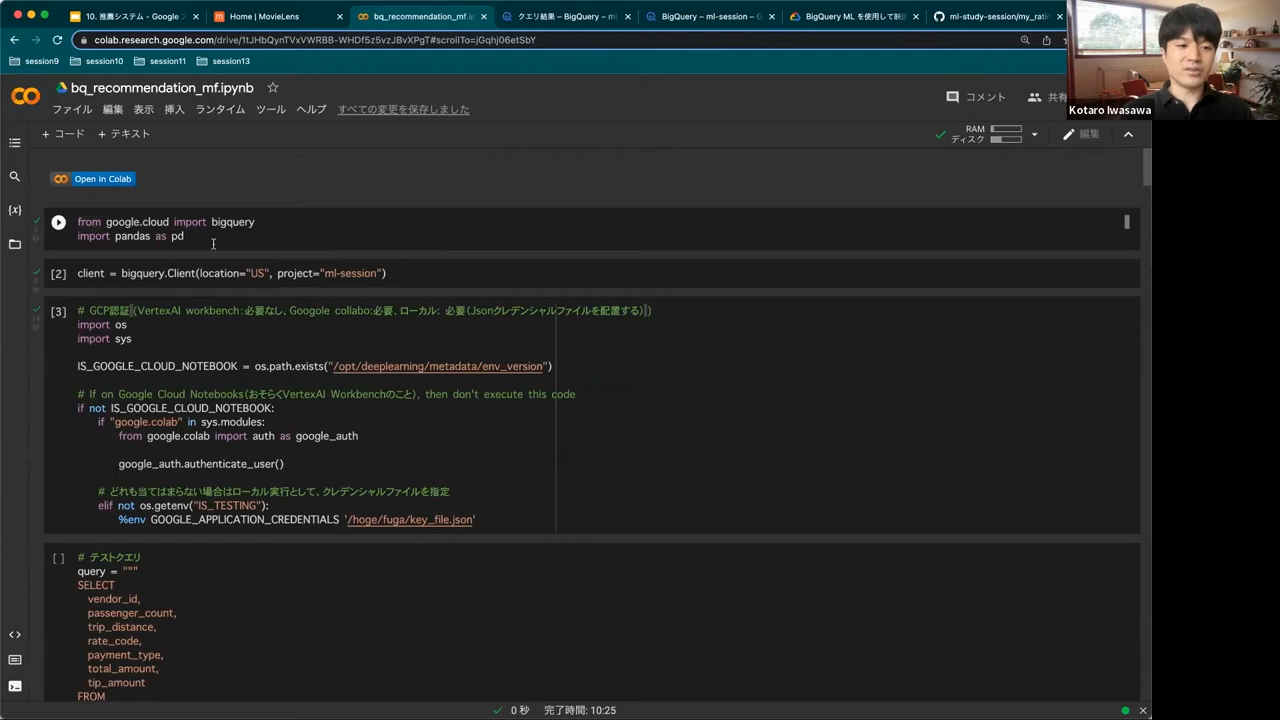 10. 推薦システム - Google ス
Home | MovieLens
bq_recommendation_mf.i
クエリ結果 – BigQuery – ml
BigQuery – ml-session – G
BigQuery ML を使用して映
ml-study-session/my_ratin
colab.research.google.com/drive/1tJHbQynTVxVWRBB-WHDf5z5vzJBvXPgT#scrollTo=jGqhj06etSbY
session9
session10
session11
session13
Kotaro Iwasawa
bq_recommendation_mf.ipynb
ファイル 編集 表示 挿入 ランタイム ツール ヘルプ すべての変更を保存しました
コメント
共有
+ コード + テキスト
RAM
ディスク
編集
Open in Colab
from google.cloud import bigquery
import pandas as pd
[2] client = bigquery.Client(location="US", project="ml-session")
[3] # GCP認証(VertexAI workbench:必要なし、Googole collabo:必要、ローカル: 必要(Jsonクレデンシャルファイルを配置する))
import os
import sys
IS_GOOGLE_CLOUD_NOTEBOOK = os.path.exists("/opt/deeplearning/metadata/env_version")
# If on Google Cloud Notebooks(おそらくVertexAI Workbenchのこと), then don't execute this code
if not IS_GOOGLE_CLOUD_NOTEBOOK:
if "google.colab" in sys.modules:
from google.colab import auth as google_auth
google_auth.authenticate_user()
# どれも当てはまらない場合はローカル実行として、クレデンシャルファイルを指定
elif not os.getenv("IS_TESTING"):
%env GOOGLE_APPLICATION_CREDENTIALS '/hoge/fuga/key_file.json'
[ ] # テストクエリ
query = """
SELECT
vendor_id,
passenger_count,
trip_distance,
rate_code,
payment_type,
total_amount,
tip_amount
FROM
0 秒 完了時間: 10:25